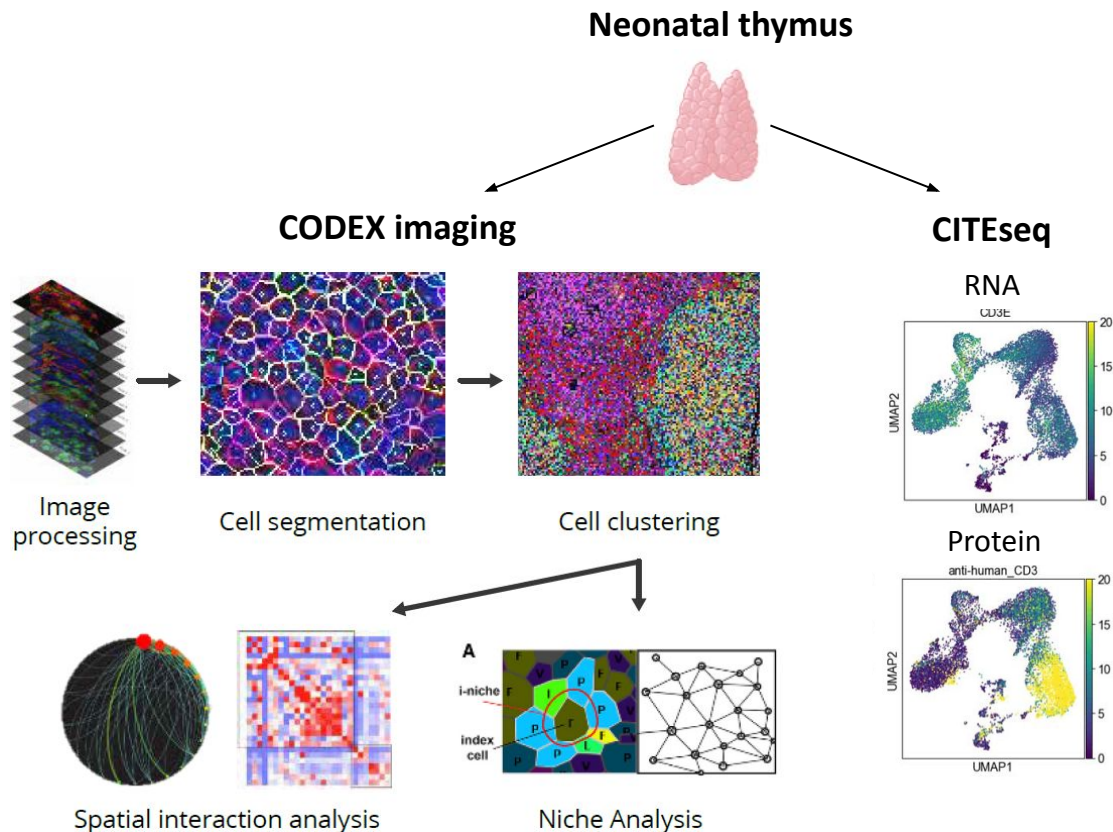 Neonatal thymus
CODEX imaging
CITEseq
RNA
CD3E
20
15
10
5
0
UMAP2
UMAP1
Image
processing
Cell segmentation
Cell clustering
Protein
anti-human_CD3
20
15
10
5
0
UMAP2
UMAP1
A
i-niche
index
cell
F
P
V
F
I
P
F
P
P
I
F
P
P
V
Spatial interaction analysis
Niche Analysis